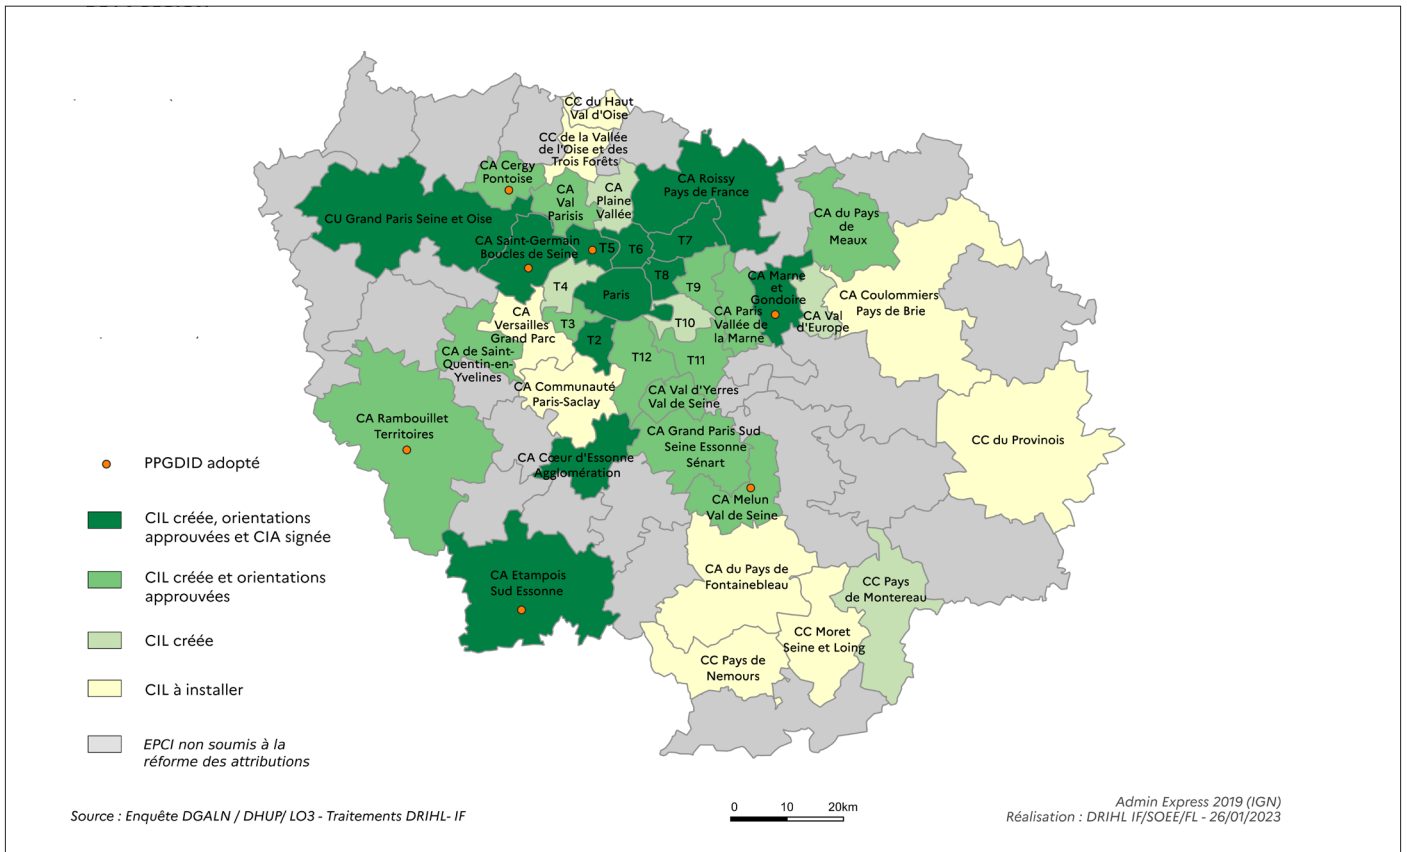 CC du Haut
Val d'Oise
CC de la Vallée
de l'Oise et des
Trois Forêts
CA Cergy
Pontoise
CA
Val
Parisis
CA
Plaine
Vallée
CA Roissy
Pays de France
CU Grand Paris Seine et Oise
CA Saint-Germain
Boucles de Seine
T5
T6
T7
CA du Pays
de
Meaux
T4
Paris
T8
T9
CA Marne
et
Gondoire
CA Coulommiers
Pays de Brie
CA
Versailles
Grand Parc
T3
T2
T10
CA Paris
Vallée de
la Marne
CA Val
d'Europe
CA de Saint-
Quentin-en-
Yvelines
T12
T11
CA Communauté
Paris-Saclay
CA Val d'Yerres
Val de Seine
CA Rambouillet
Territoires
CA Grand Paris Sud
Seine Essonne
Sénart
CC du Provinois
CA Cœur d'Essonne
Agglomération
CA Melun
Val de Seine
CA Etampois
Sud Essonne
CA du Pays de
Fontainebleau
CC Pays
de Montereau
CC Moret
Seine et Loing
CC Pays de
Nemours
PPGDID adopté
CIL créée, orientations
approuvées et CIA signée
CIL créée et orientations
approuvées
CIL créée
CIL à installer
EPCI non soumis à la
réforme des attributions
Source : Enquête DGALN / DHUP/ LO3 - Traitements DRIHL- IF
0 10 20km
Admin Express 2019 (IGN)
Réalisation : DRIHL IF/SOEE/FL - 26/01/2023